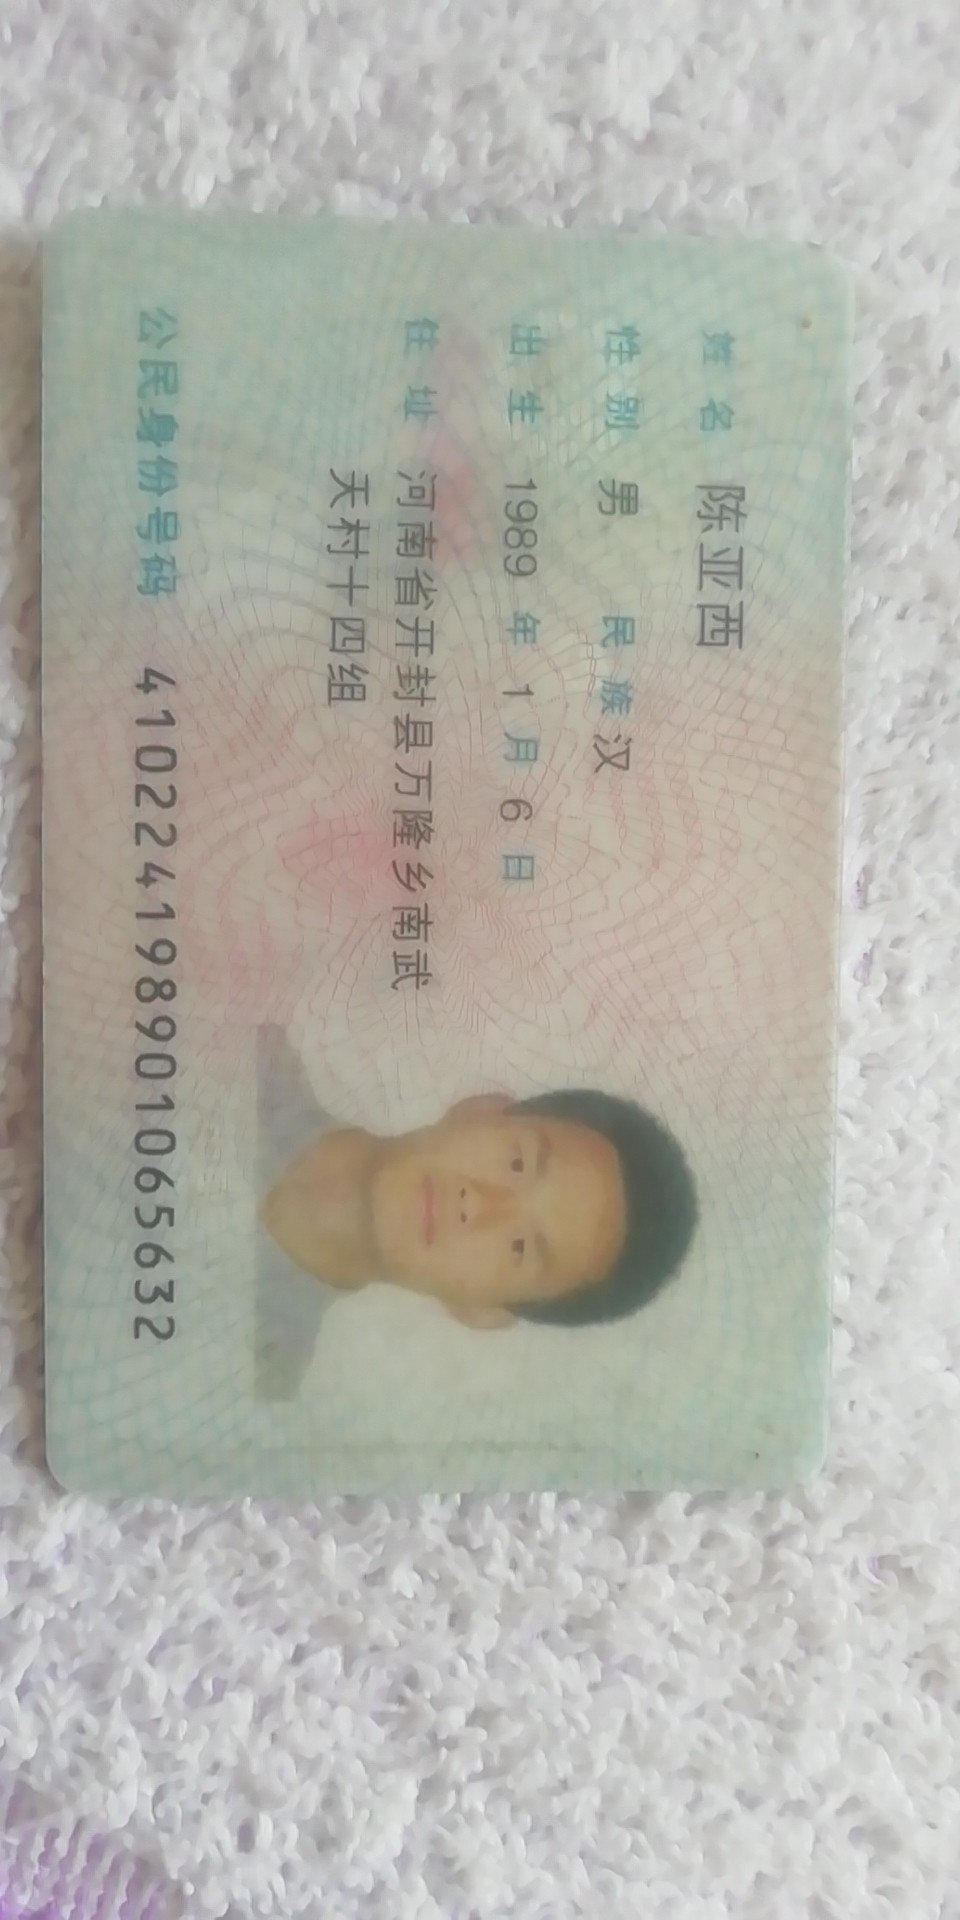 姓名 陈亚西
性别 男 民族 汉
出生 1989 年 1 月 6 日
住址 河南省开封县万隆乡南武
天村十四组
公民身份号码 410224198901065632